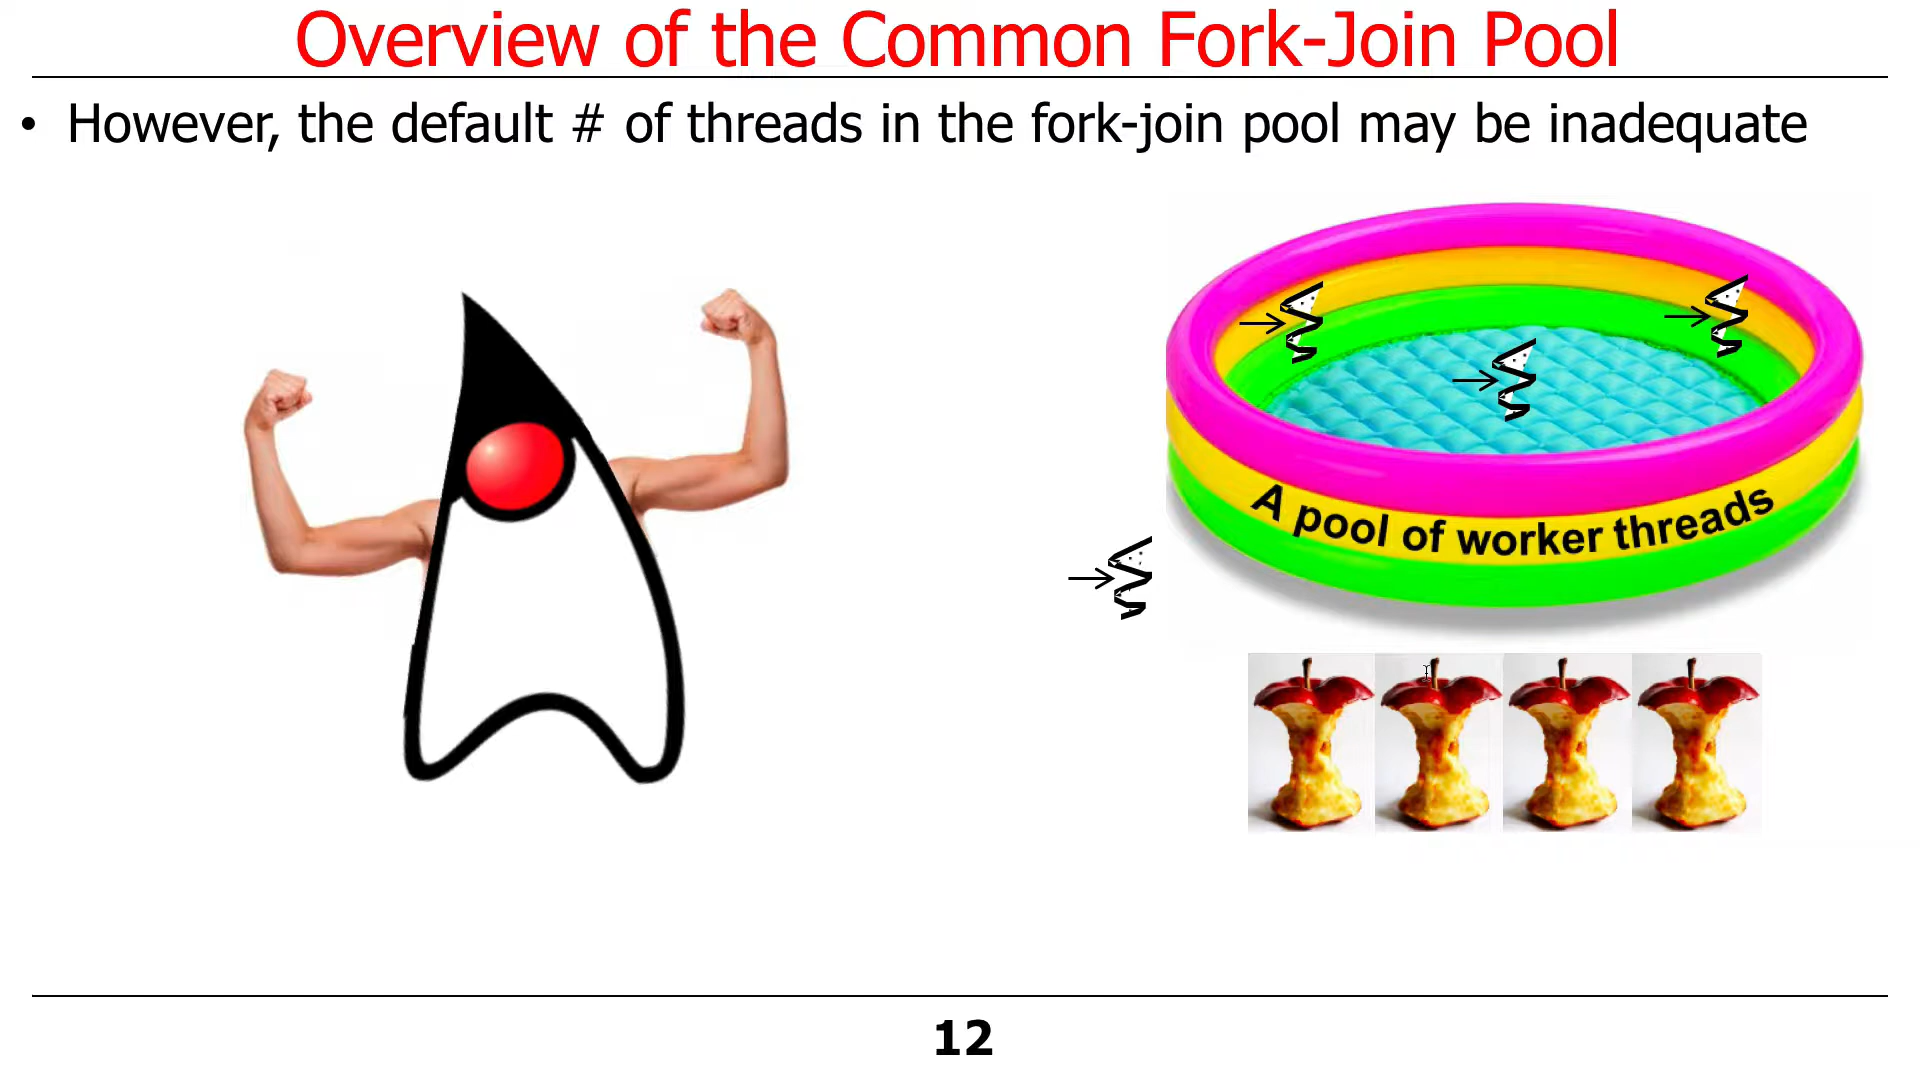 Overview of the Common Fork-Join Pool
• However, the default # of threads in the fork-join pool may be inadequate
A pool of worker threads
12